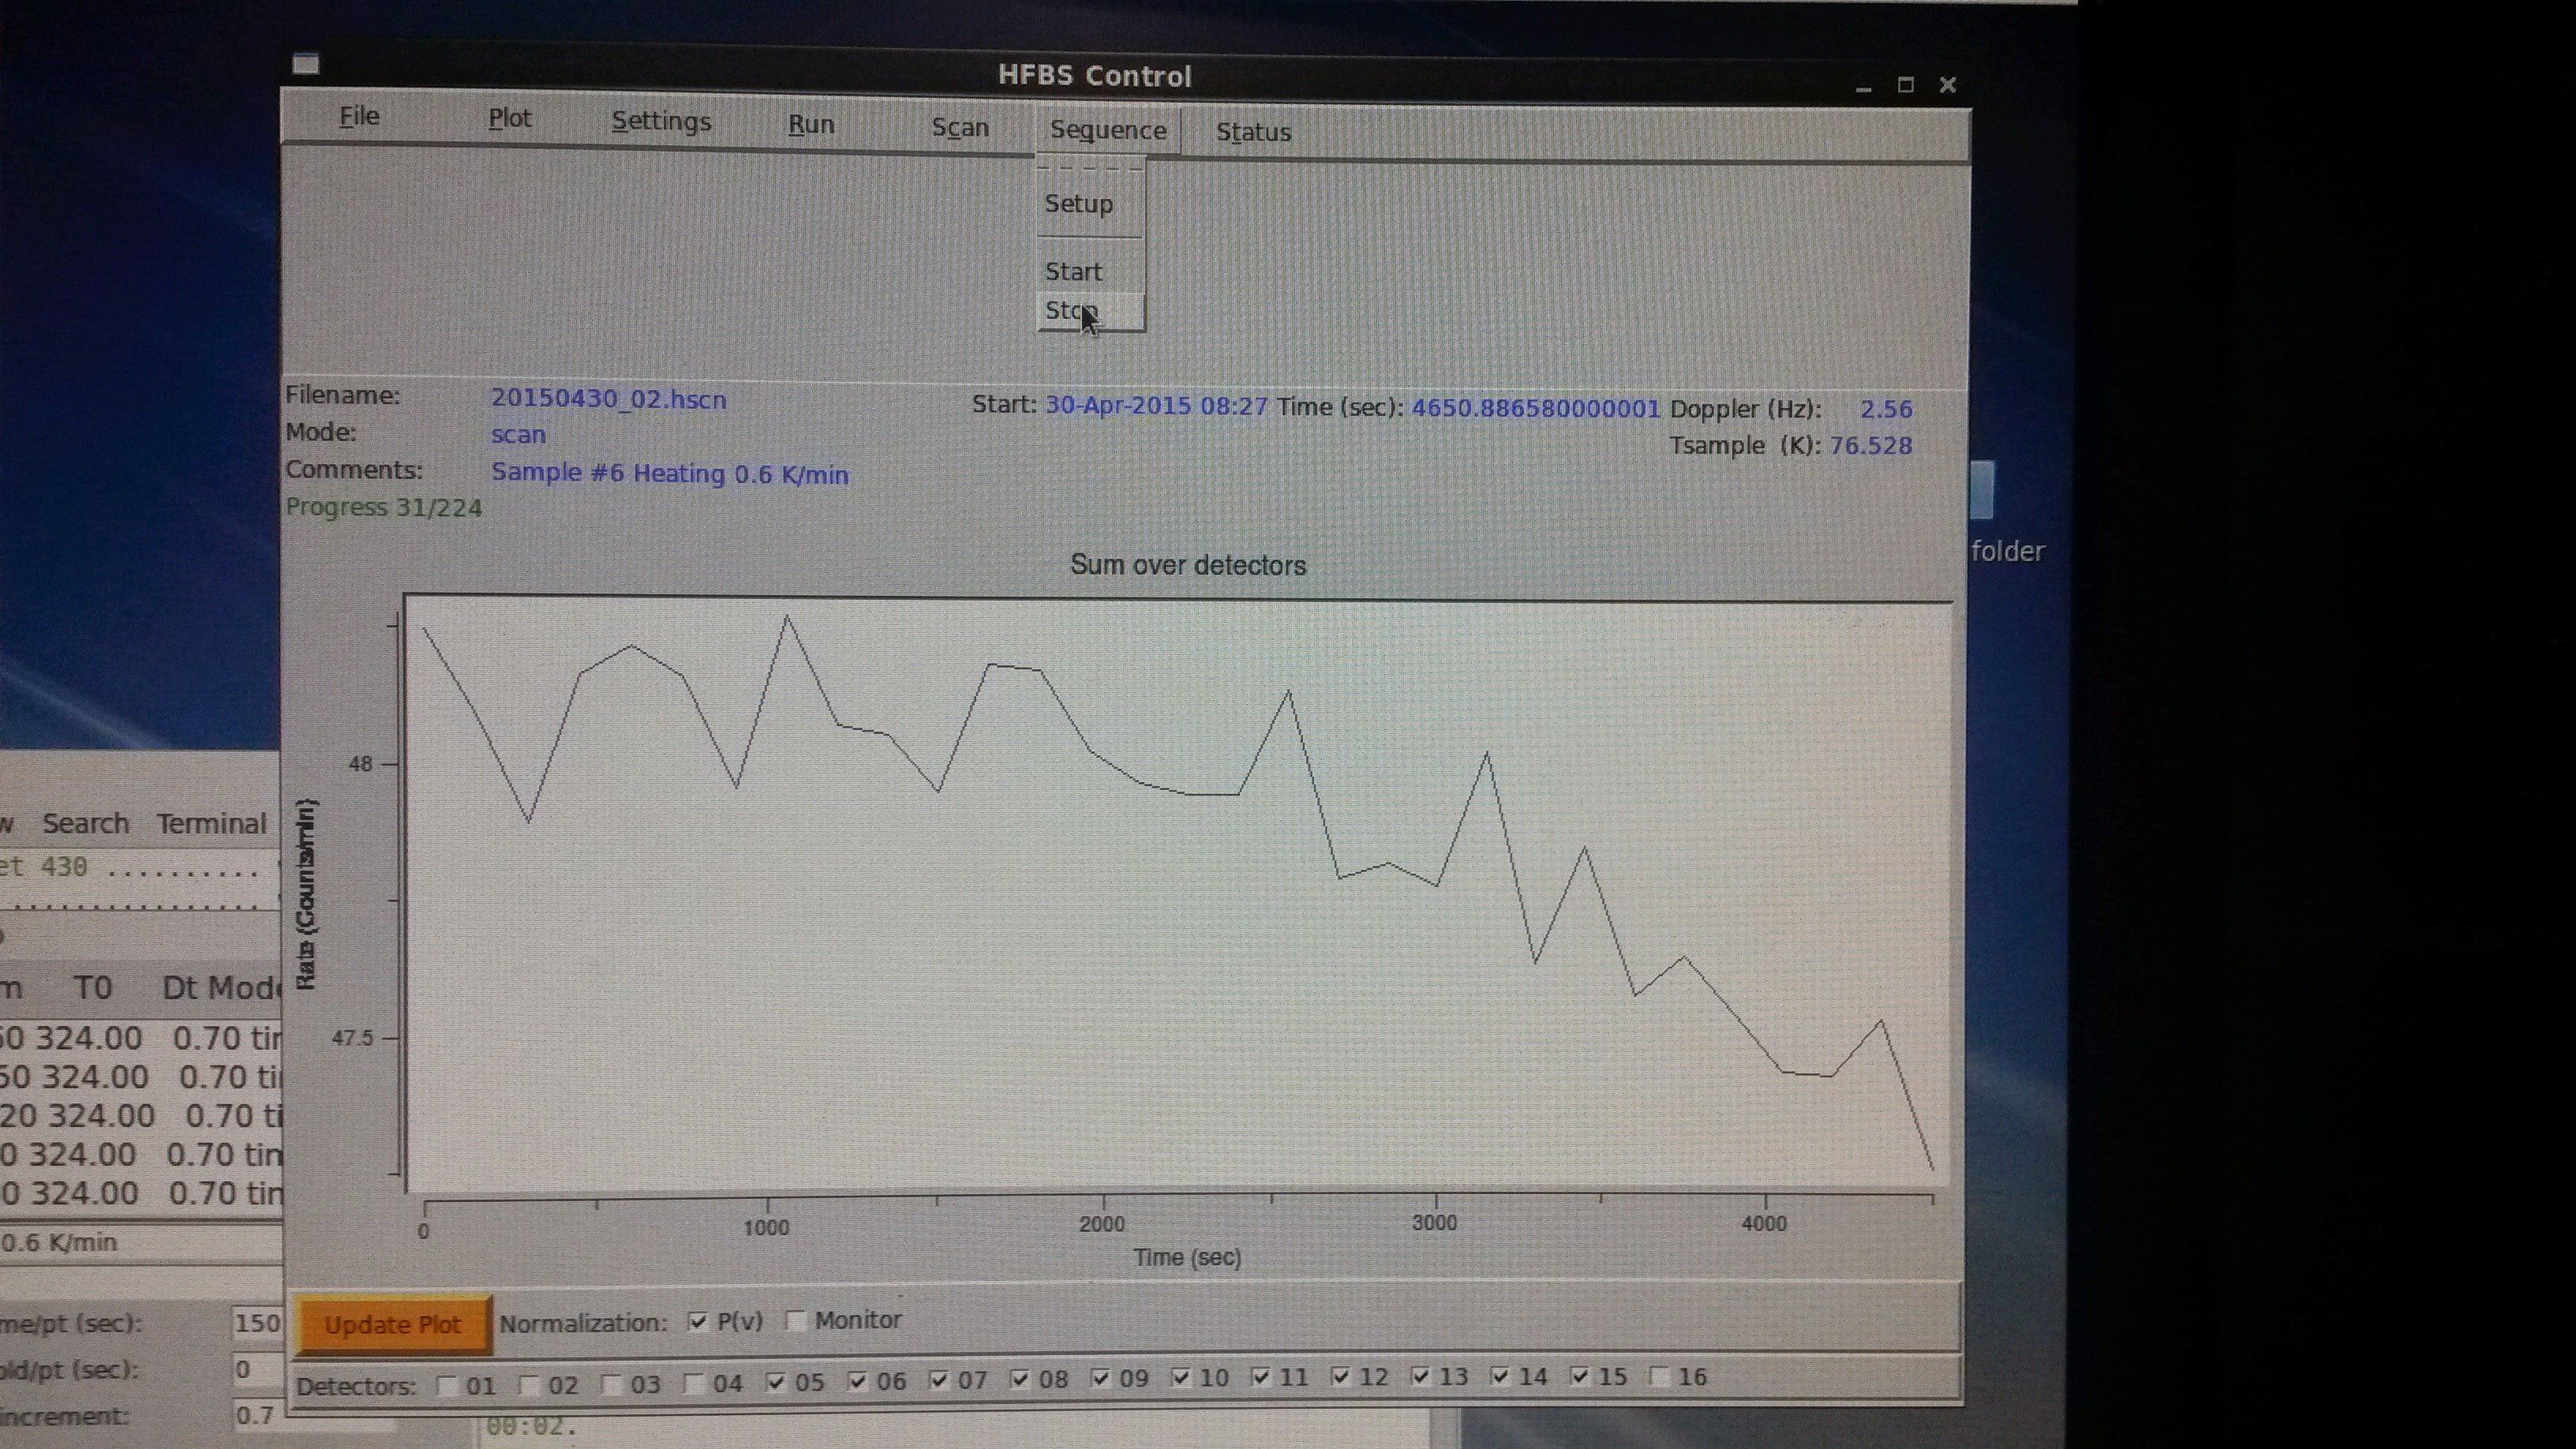 HFBS Control
File Plot Settings Run Scan Sequence Status
Setup
Start
Stop
Filename: 20150430_02.hscn Start: 30-Apr-2015 08:27 Time (sec): 4650.886580000001 Doppler (Hz): 2.56
Mode: scan Tsample (K): 76.528
Comments: Sample #6 Heating 0.6 K/min
Progress 31/224
folder
Sum over detectors
48
47.5
Rate (Counts/min)
0 1000 2000 3000 4000
Time (sec)
Update Plot Normalization: P(v) Monitor
Detectors: 01 02 03 04 05 06 07 08 09 10 11 12 13 14 15 16
w Search Terminal
et 430 ..........
................
m T0 Dt Mode
50 324.00 0.70 tim
50 324.00 0.70 ti
20 324.00 0.70 ti
0 324.00 0.70 tim
0 324.00 0.70 tim
0.6 K/min
me/pt (sec): 150
old/pt (sec): 0
increment: 0.7
00:02.